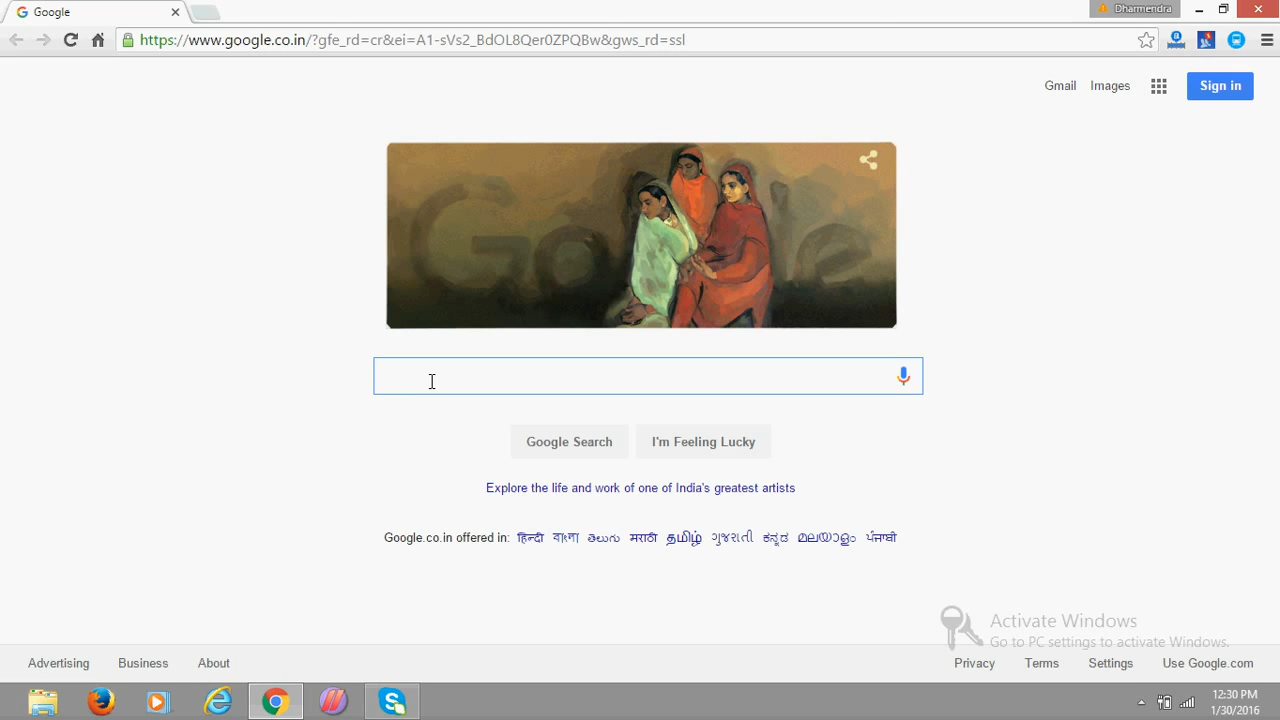 Google
Dharmendra
https://www.google.co.in/?gfe_rd=cr&ei=A1-sVs2_BdOL8Qer0ZPQBw&gws_rd=ssl
Gmail Images Sign in
Google
Google Search I'm Feeling Lucky
Explore the life and work of one of India's greatest artists
Google.co.in offered in: हिन्दी বাংলা తెలుగు मराठी தமிழ் ગુજરાતી ಕನ್ನಡ മലയാളം ਪੰਜਾਬੀ
Activate Windows
Go to PC settings to activate Windows.
Advertising Business About Privacy Terms Settings Use Google.com
12:30 PM
1/30/2016